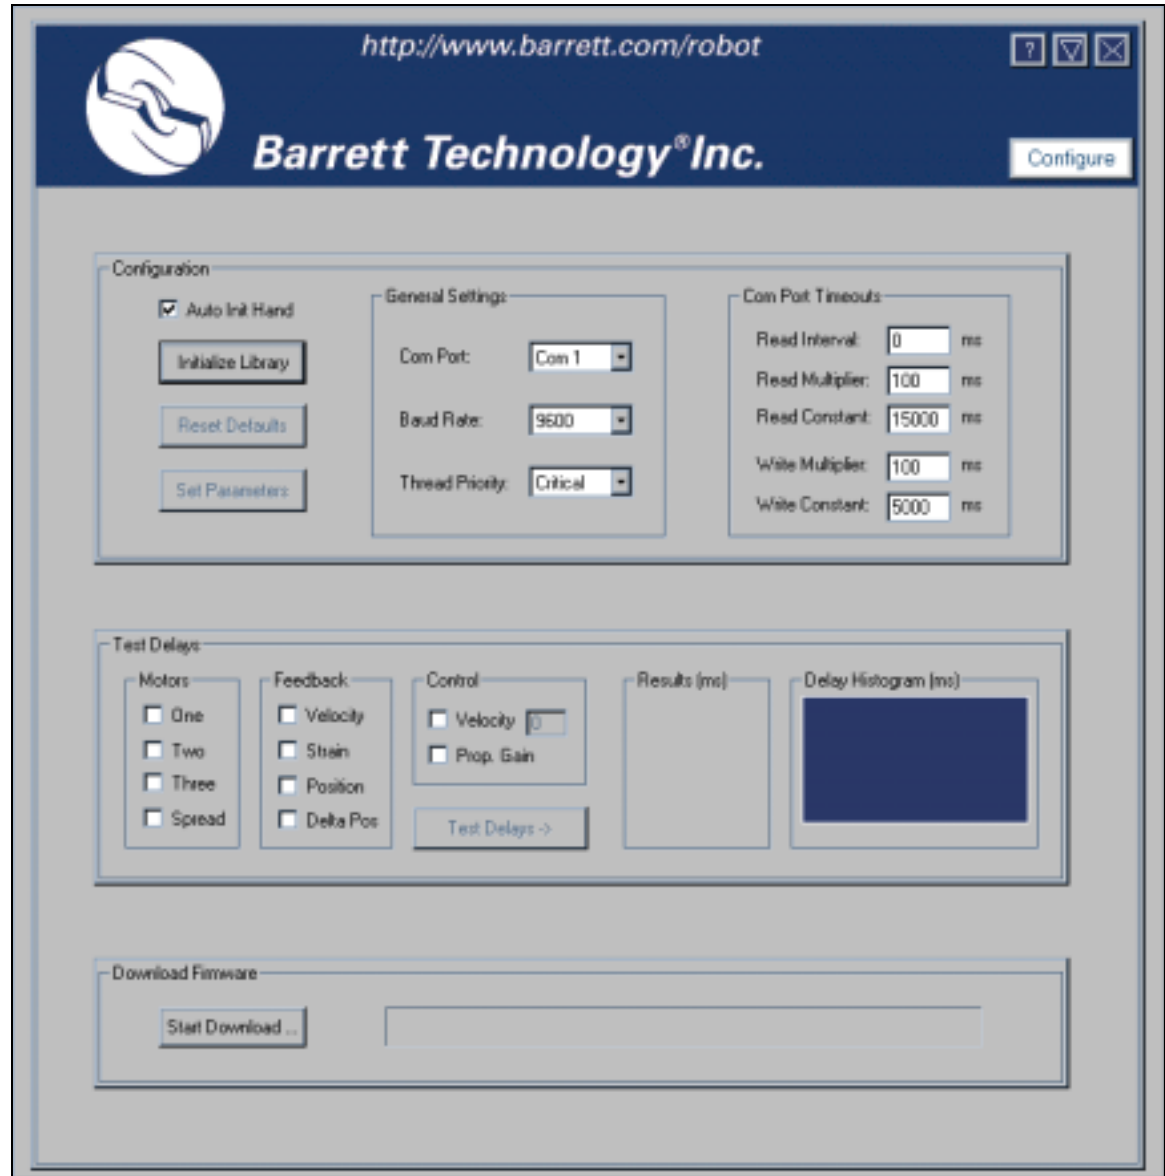 http://www.barrett.com/robot
?
Barrett Technology®Inc.
Configure
Configuration
Auto Init Hand
Initialize Library
Reset Defaults
Set Parameters
General Settings
Com Port: Com 1
Baud Rate: 9600
Thread Priority: Critical
Com Port Timeouts
Read Interval: 0 ms
Read Multiplier: 100 ms
Read Constant: 15000 ms
Write Multiplier: 100 ms
Write Constant: 5000 ms
Test Delays
Motors
One
Two
Three
Spread
Feedback
Velocity
Strain
Position
Delta Pos
Control
Velocity 0
Prop. Gain
Test Delays ->
Results (ms)
Delay Histogram (ms)
Download Firmware
Start Download ...